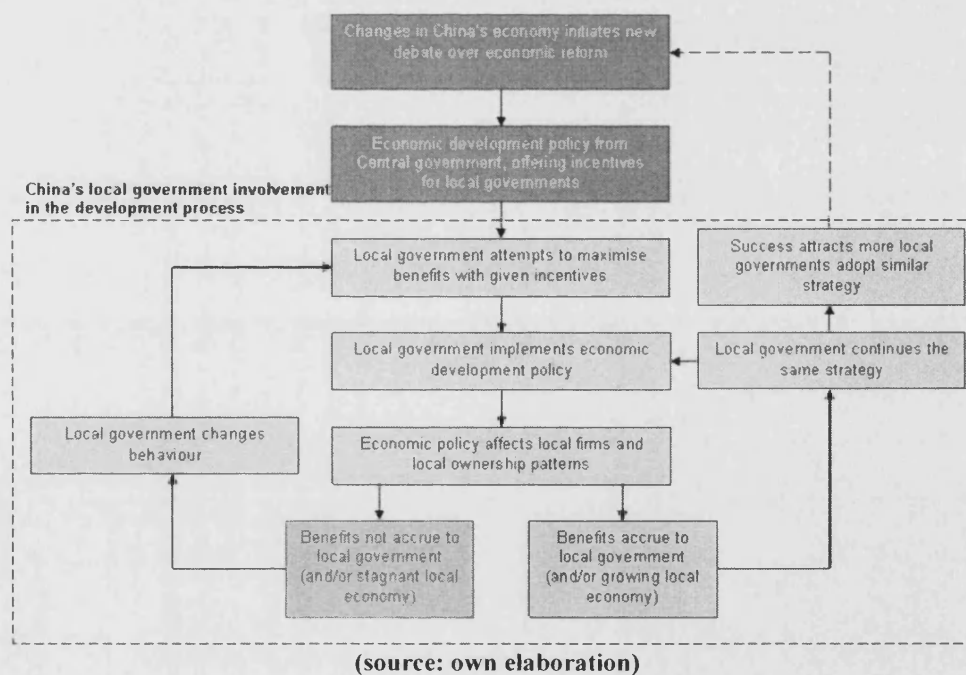 Changes in China's economy initiates new
debate over economic reform
Economic development policy from
Central government, offering incentives
for local governments
China's local government involvement
in the development process
Local government attempts to maximise
benefits with given incentives
Success attracts more local
governments adopt similar
strategy
Local government implements economic
development policy
Local government continues the
same strategy
Local government changes
behaviour
Economic policy affects local firms and
local ownership patterns
Benefits not accrue to
local government
(and/or stagnant local
economy)
Benefits accrue to
local government
(and/or growing local
economy)
(source: own elaboration)